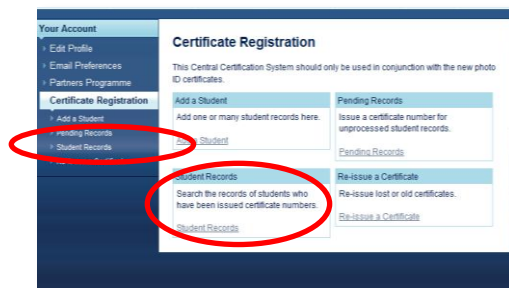 Your Account
Edit Profile
Email Preferences
Partners Programme
Certificate Registration
Add a Student
Pending Records
Student Records
Certificate Registration
This Central Certification System should only be used in conjunction with the new photo
ID certificates.
Add a Student
Add one or many student records here.
Add a Student
Pending Records
Issue a certificate number for
unprocessed student records.
Pending Records
Student Records
Search the records of students who
have been issued certificate numbers.
Student Records
Re-issue a Certificate
Re-issue lost or old certificates.
Re-issue a Certificate